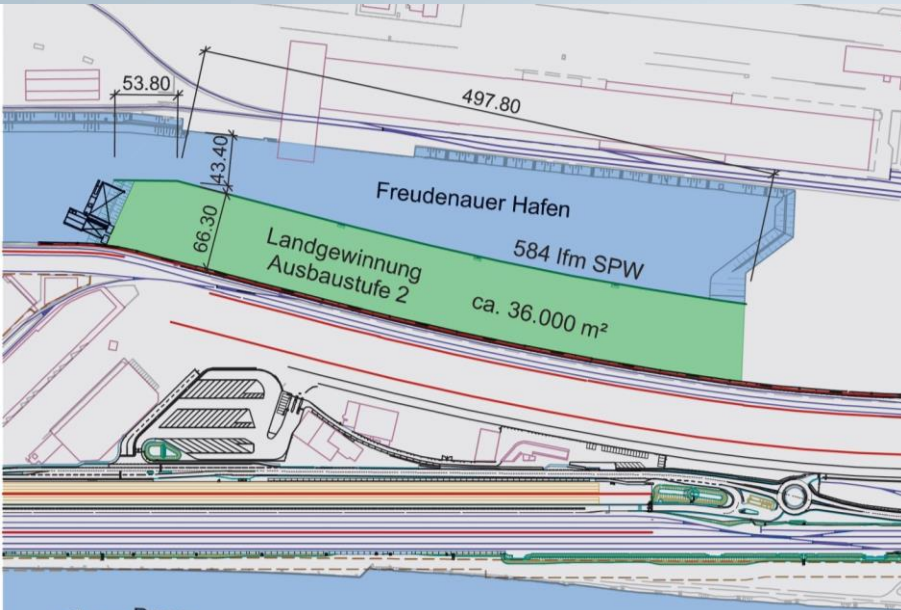 53.80
497.80
43.40
66.30
Freudenauer Hafen
584 lfm SPW
Landgewinnung
Ausbaustufe 2
ca. 36.000 m²